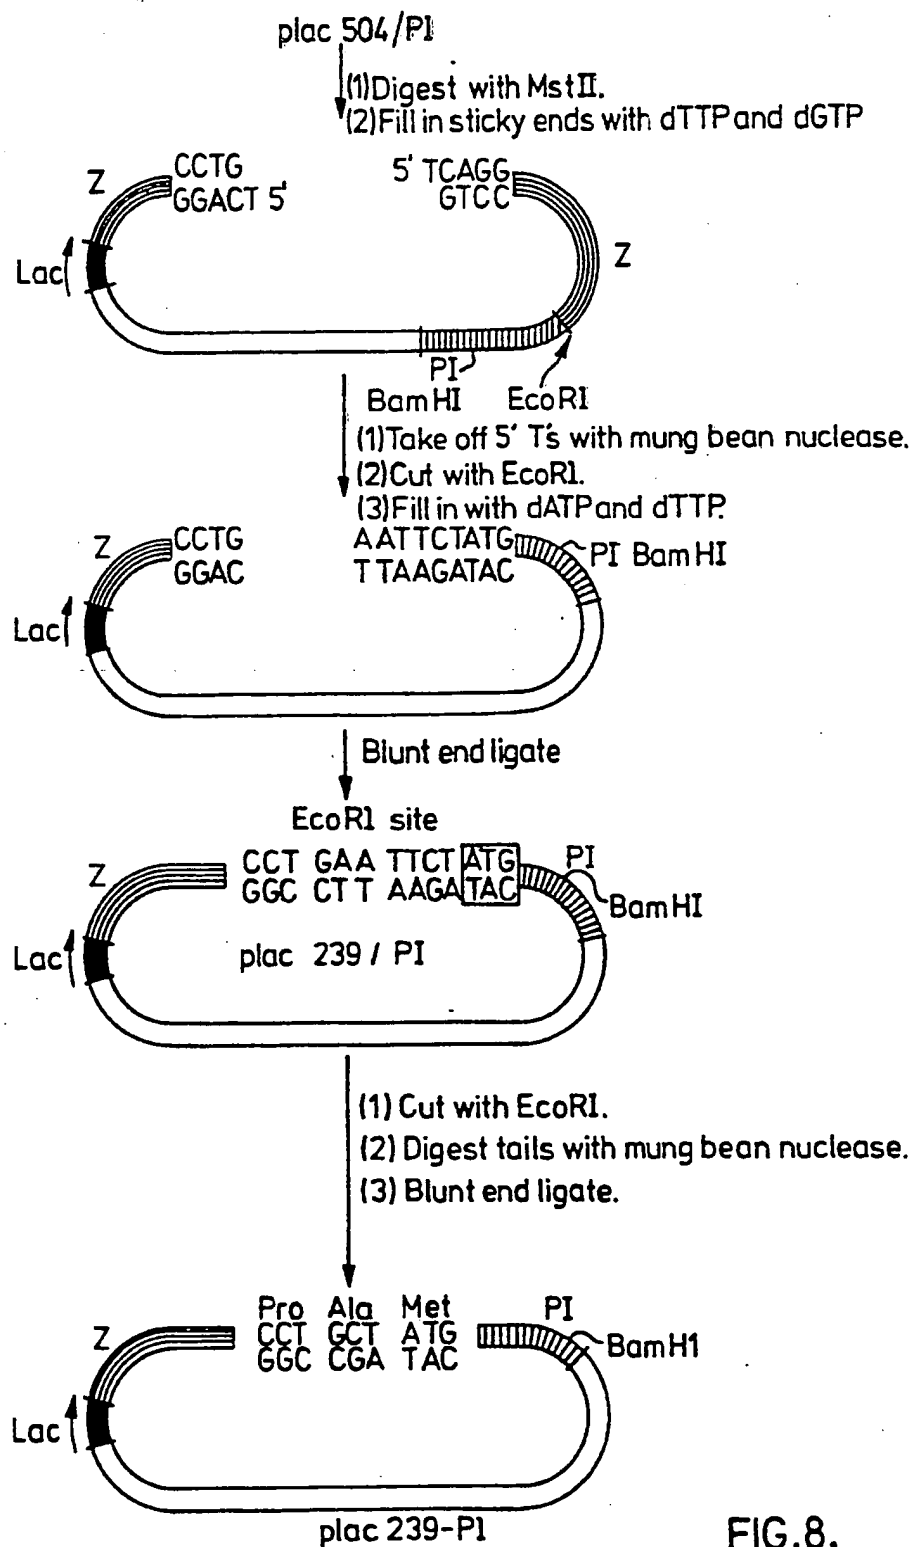 plac 504/PI
(1)Digest with MstII.
(2)Fill in sticky ends with dTTP and dGTP
Z CCTG 5' TCAGG
GGACT 5' GTCC
Z
Lac
PI
BamHI EcoRI
(1)Take off 5' T's with mung bean nuclease.
(2)Cut with EcoR1.
(3)Fill in with dATP and dTTP.
Z CCTG AATTCTATG PI BamHI
GGAC TTAAGATAC
Lac
Blunt end ligate
EcoR1 site
Z CCT GAA TTCT ATG PI
GGC CTT AAGA TAC BamHI
Lac plac 239 / PI
(1) Cut with EcoRI.
(2) Digest tails with mung bean nuclease.
(3) Blunt end ligate.
Pro Ala Met PI
Z CCT GCT ATG BamH1
GGC CGA TAC
Lac
plac 239-P1
FIG.8.